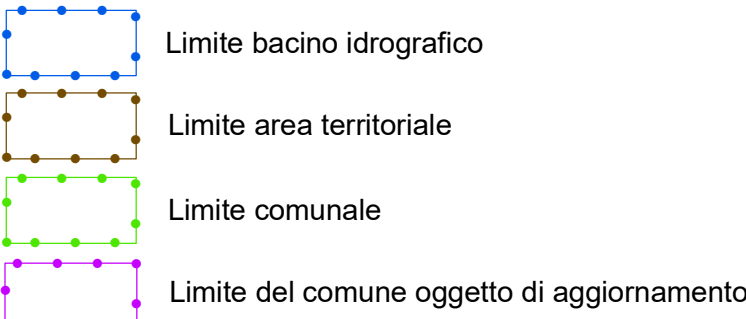 Limite bacino idrografico
Limite area territoriale
Limite comunale
Limite del comune oggetto di aggiornamento